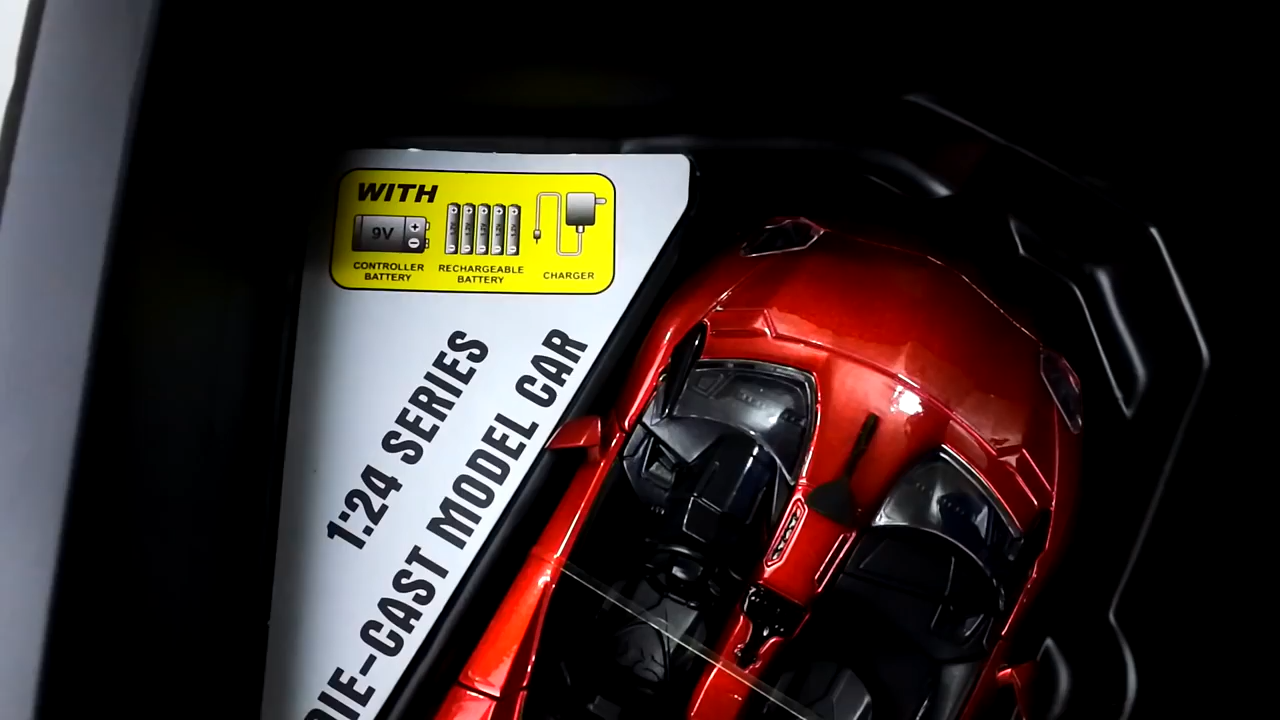 WITH
9V
CONTROLLER
BATTERY
RECHARGEABLE
BATTERY
CHARGER
1:24 SERIES
DIE-CAST MODEL CAR